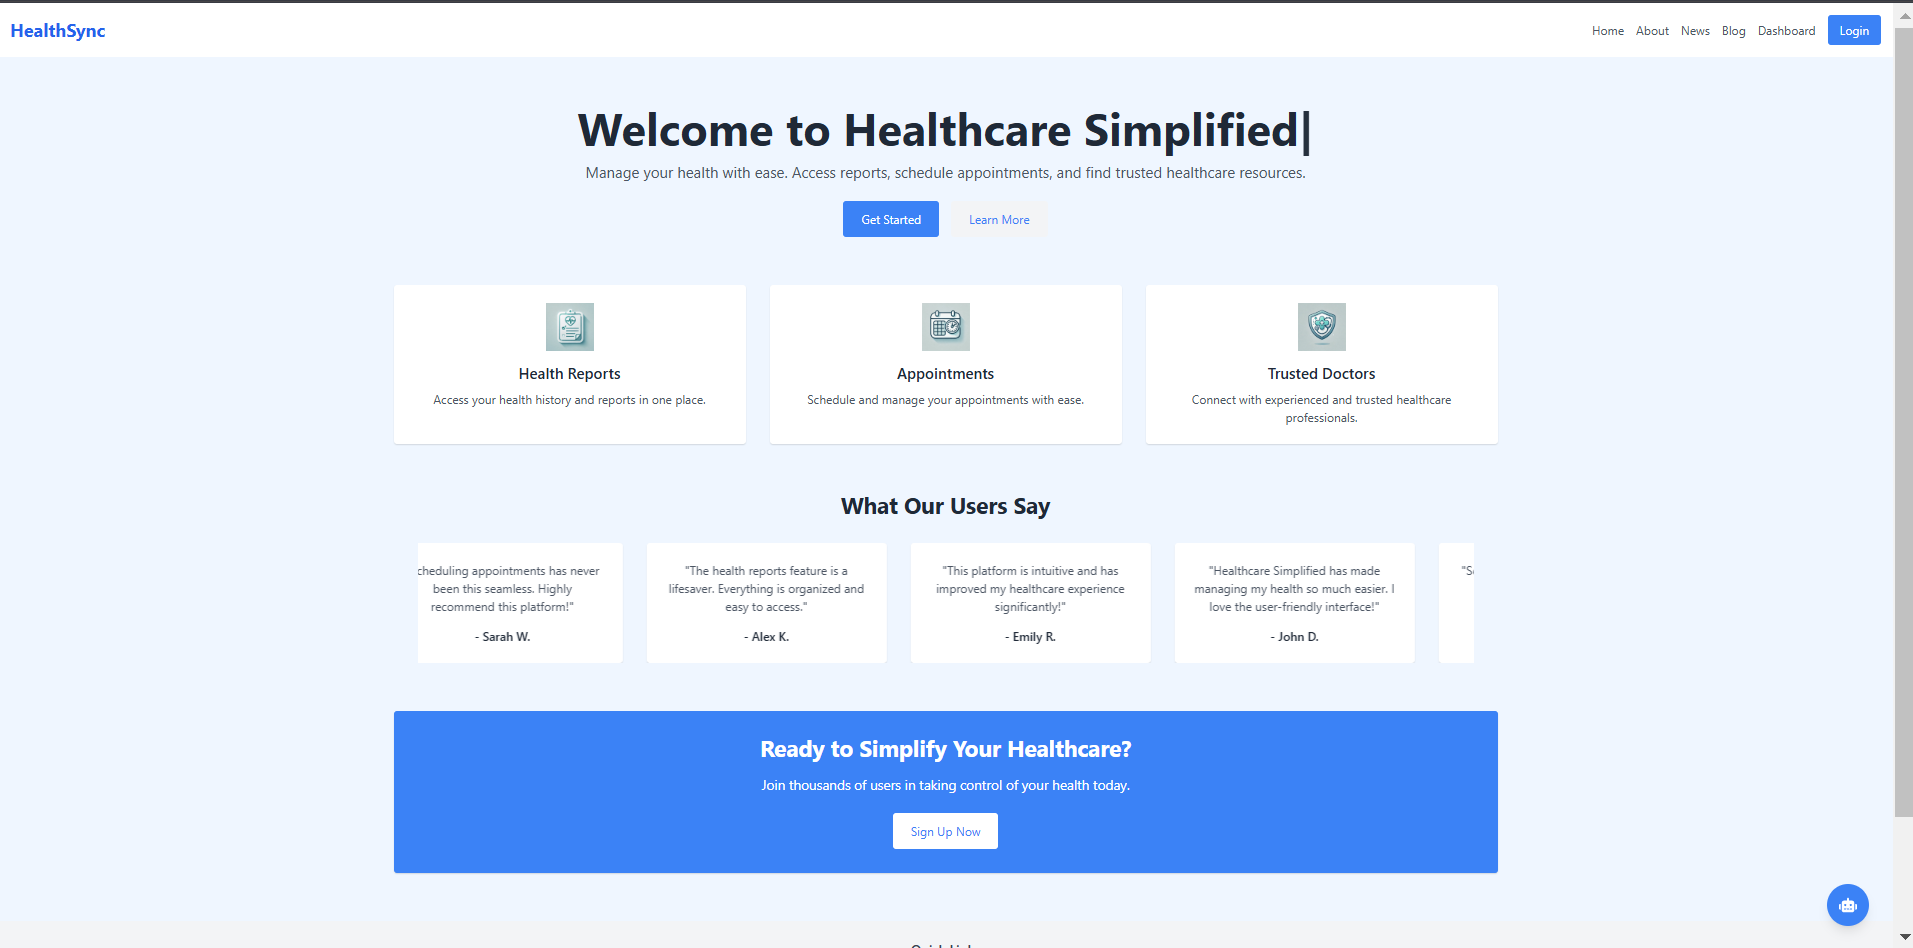 HealthSync
Home About News Blog Dashboard Login
Welcome to Healthcare Simplified|
Manage your health with ease. Access reports, schedule appointments, and find trusted healthcare resources.
Get Started
Learn More
Health Reports
Access your health history and reports in one place.
Appointments
Schedule and manage your appointments with ease.
Trusted Doctors
Connect with experienced and trusted healthcare
professionals.
What Our Users Say
cheduling appointments has never
been this seamless. Highly
recommend this platform!"
- Sarah W.
"The health reports feature is a
lifesaver. Everything is organized and
easy to access."
- Alex K.
"This platform is intuitive and has
improved my healthcare experience
significantly!"
- Emily R.
"Healthcare Simplified has made
managing my health so much easier. I
love the user-friendly interface!"
- John D.
Ready to Simplify Your Healthcare?
Join thousands of users in taking control of your health today.
Sign Up Now